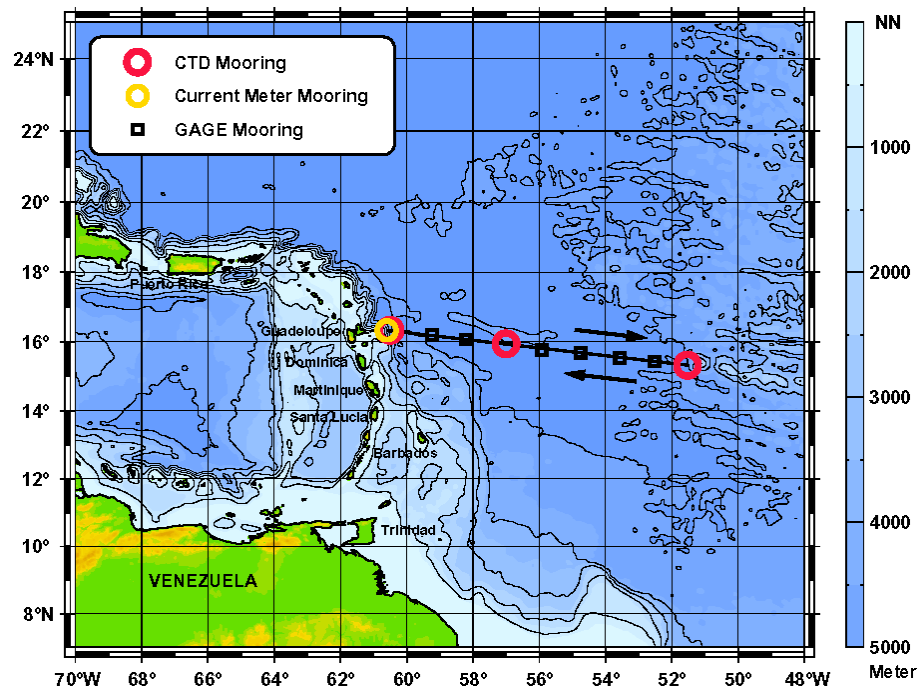 NN
24°N
CTD Mooring
Current Meter Mooring
GAGE Mooring
22°
1000
20°
18°
2000
Puerto Rico
16°
Guadeloupe
Dominica
Martinique
3000
14°
Santa Lucia
Barbados
12°
4000
10°
Trinidad
VENEZUELA
8°N
5000
Meter
70°W 68° 66° 64° 62° 60° 58° 56° 54° 52° 50° 48°W